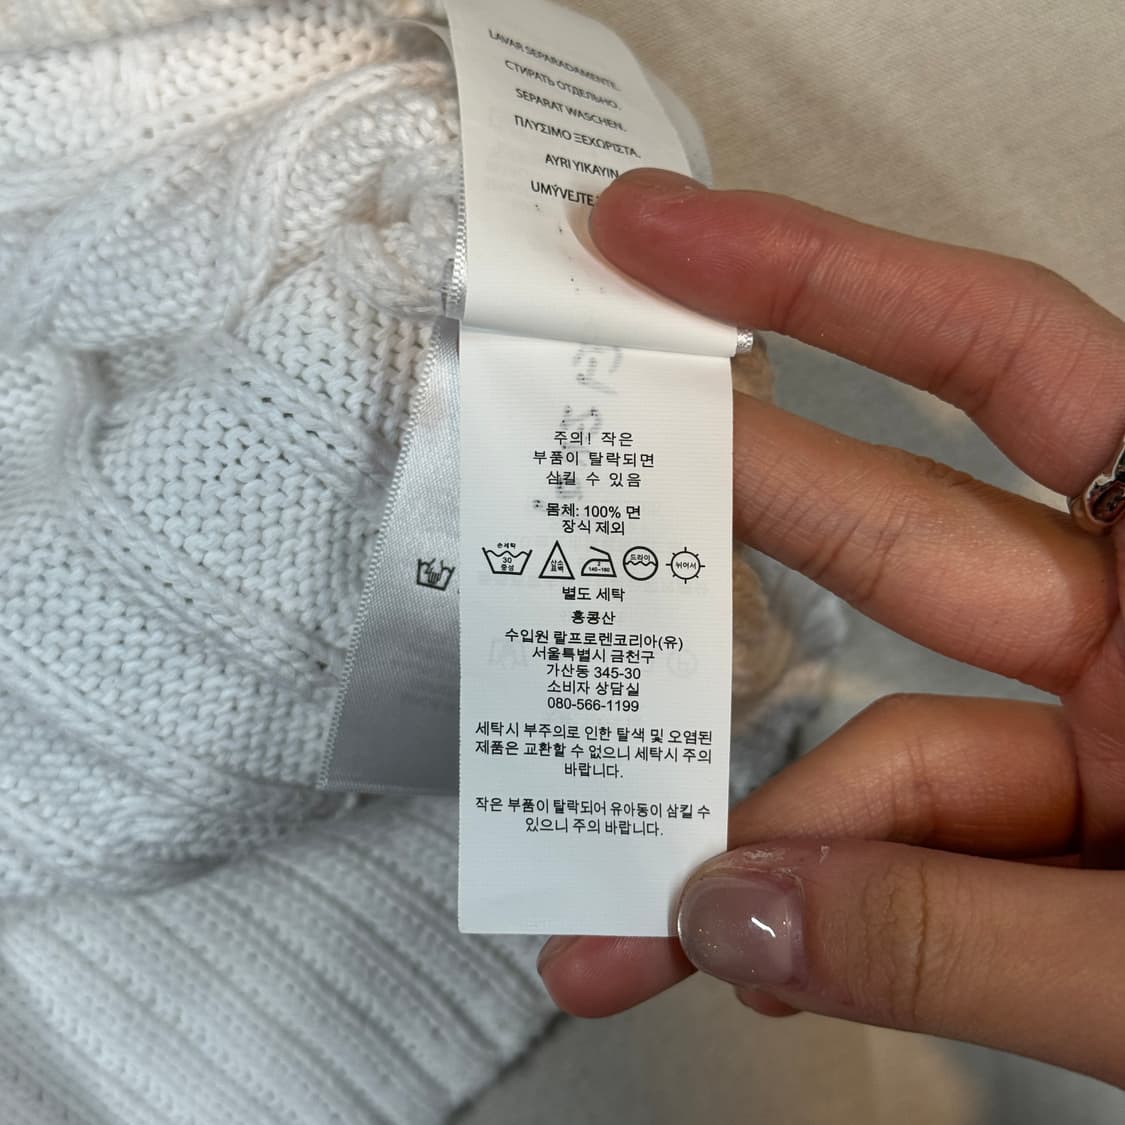 LAVAR SEPARADAMENTE.
СТИРАТЬ ОТДЕЛЬНО.
SEPARAT WASCHEN.
ΠΛΥΣΙΜΟ ΞΕΧΩΡΙΣΤΑ.
AYRI YIKAYIN
UMÝVEJTE
주의! 작은
부품이 탈락되면
삼킬 수 있음
몸체: 100% 면
장식 제외
손세탁
30
중성
산소
표백
2
140~160
드라이
뉘어서
별도 세탁
홍콩산
수입원 랄프로렌코리아(유)
서울특별시 금천구
가산동 345-30
소비자 상담실
080-566-1199
세탁시 부주의로 인한 탈색 및 오염된
제품은 교환할 수 없으니 세탁시 주의
바랍니다.
작은 부품이 탈락되어 유아동이 삼킬 수
있으니 주의 바랍니다.